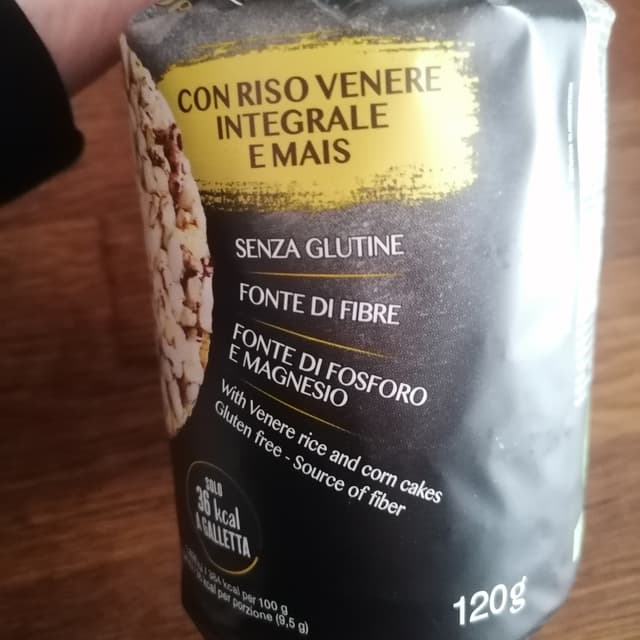 CON RISO VENERE
INTEGRALE
E MAIS
SENZA GLUTINE
FONTE DI FIBRE
FONTE DI FOSFORO
E MAGNESIO
With Venere rice and corn cakes
Gluten free - Source of fiber
SOLO
36 kcal
A GALLETTA
kcal per 100 g
kcal per porzione (9,5 g)
120g